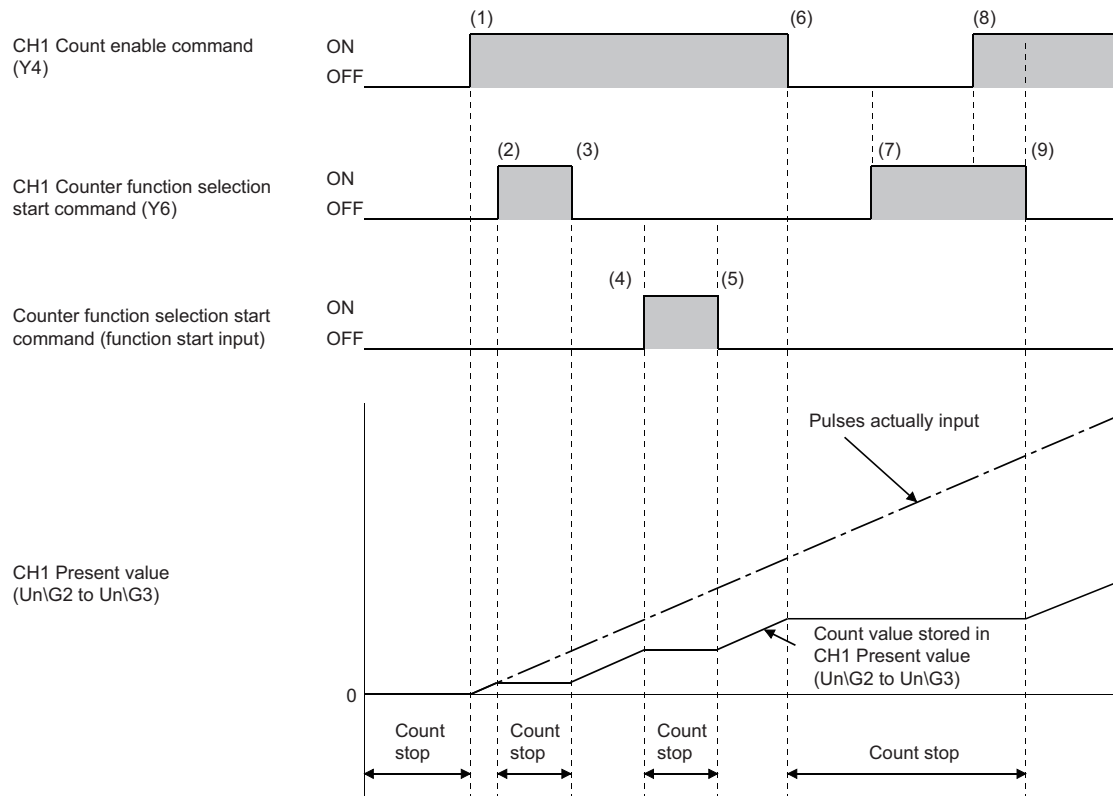 (1)
(6)
(8)
CH1 Count enable command
(Y4)
ON
OFF
(2)
(3)
(7)
(9)
CH1 Counter function selection
start command (Y6)
ON
OFF
(4)
(5)
Counter function selection start
command (function start input)
ON
OFF
Pulses actually input
CH1 Present value
(Un\G2 to Un\G3)
Count value stored in
CH1 Present value
(Un\G2 to Un\G3)
0
Count
stop
Count
stop
Count
stop
Count stop